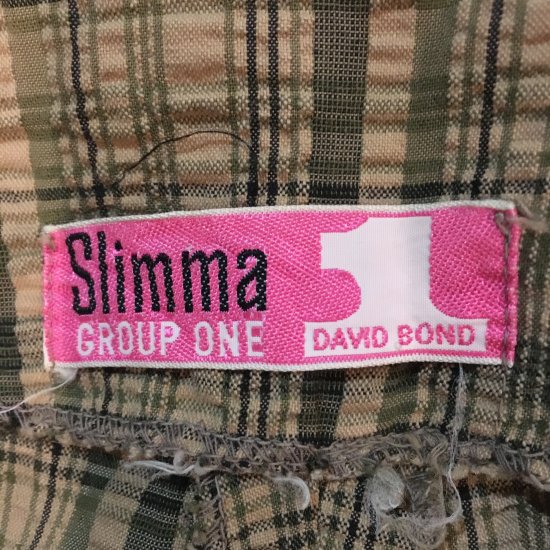 Slimma
GROUP ONE
1
DAVID BOND